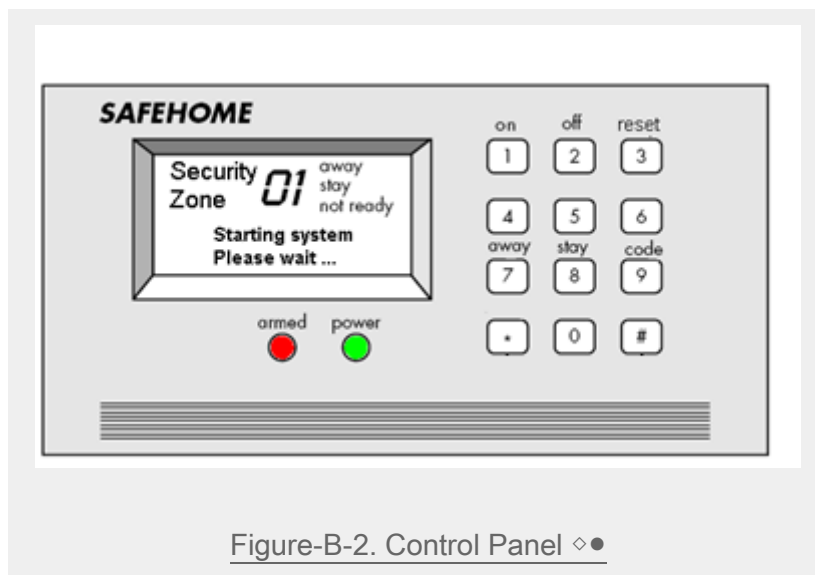 SAFEHOME
Security Zone 01
away
stay
not ready
Starting system
Please wait ...
armed power
on off reset
1 2 3
4 5 6
away stay code
7 8 9
* 0 #
Figure-B-2. Control Panel ◇●